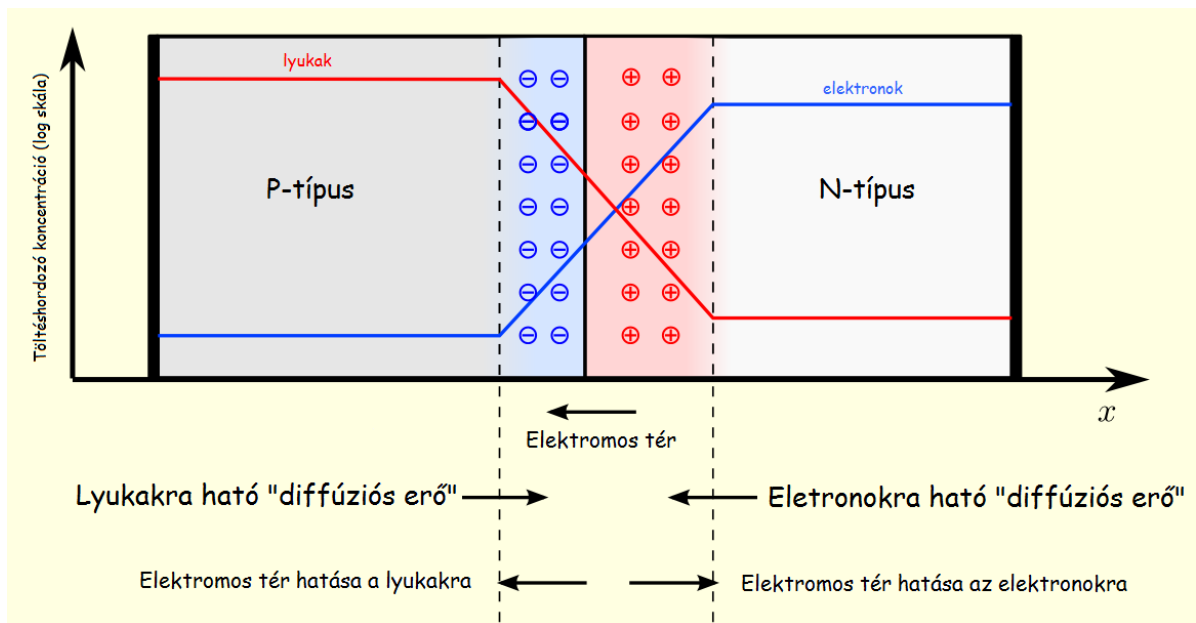 Töltéshordozó koncentráció (log skála)
lyukak
elektronok
P-típus
N-típus
x
Elektromos tér
Lyukakra ható "diffúziós erő"
Eletronokra ható "diffúziós erő"
Elektromos tér hatása a lyukakra
Elektromos tér hatása az elektronokra